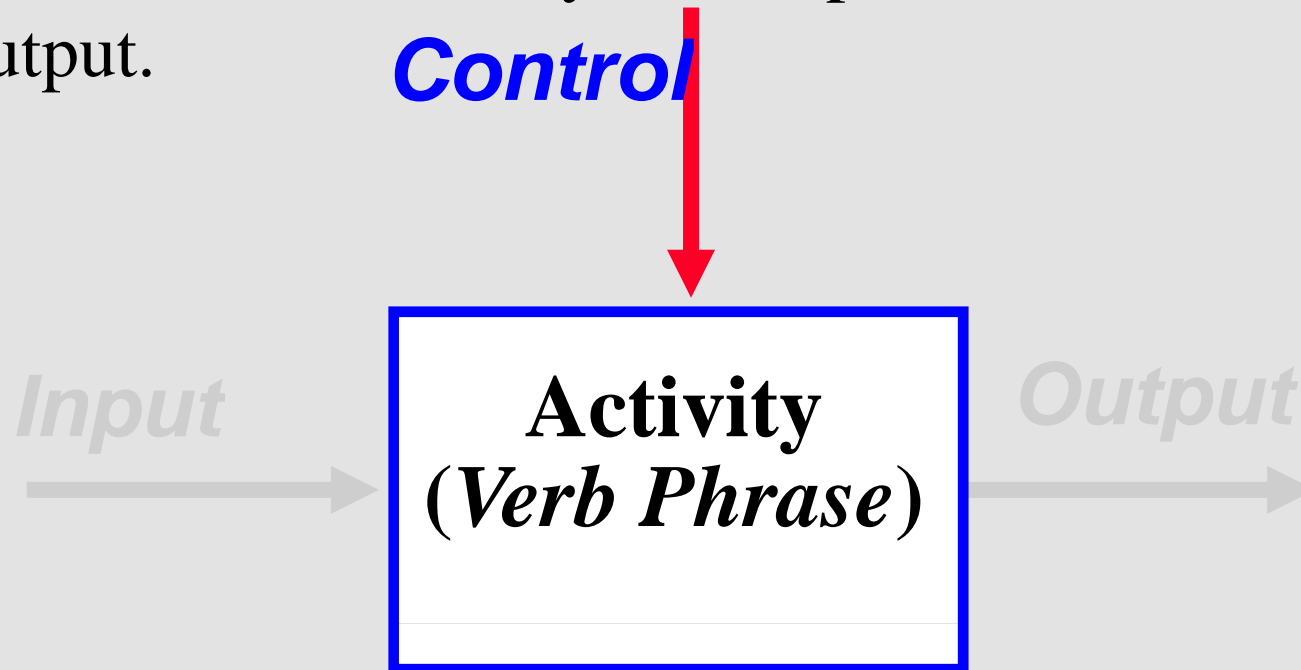 utput.
Control
Input
Output
Activity
(Verb Phrase)